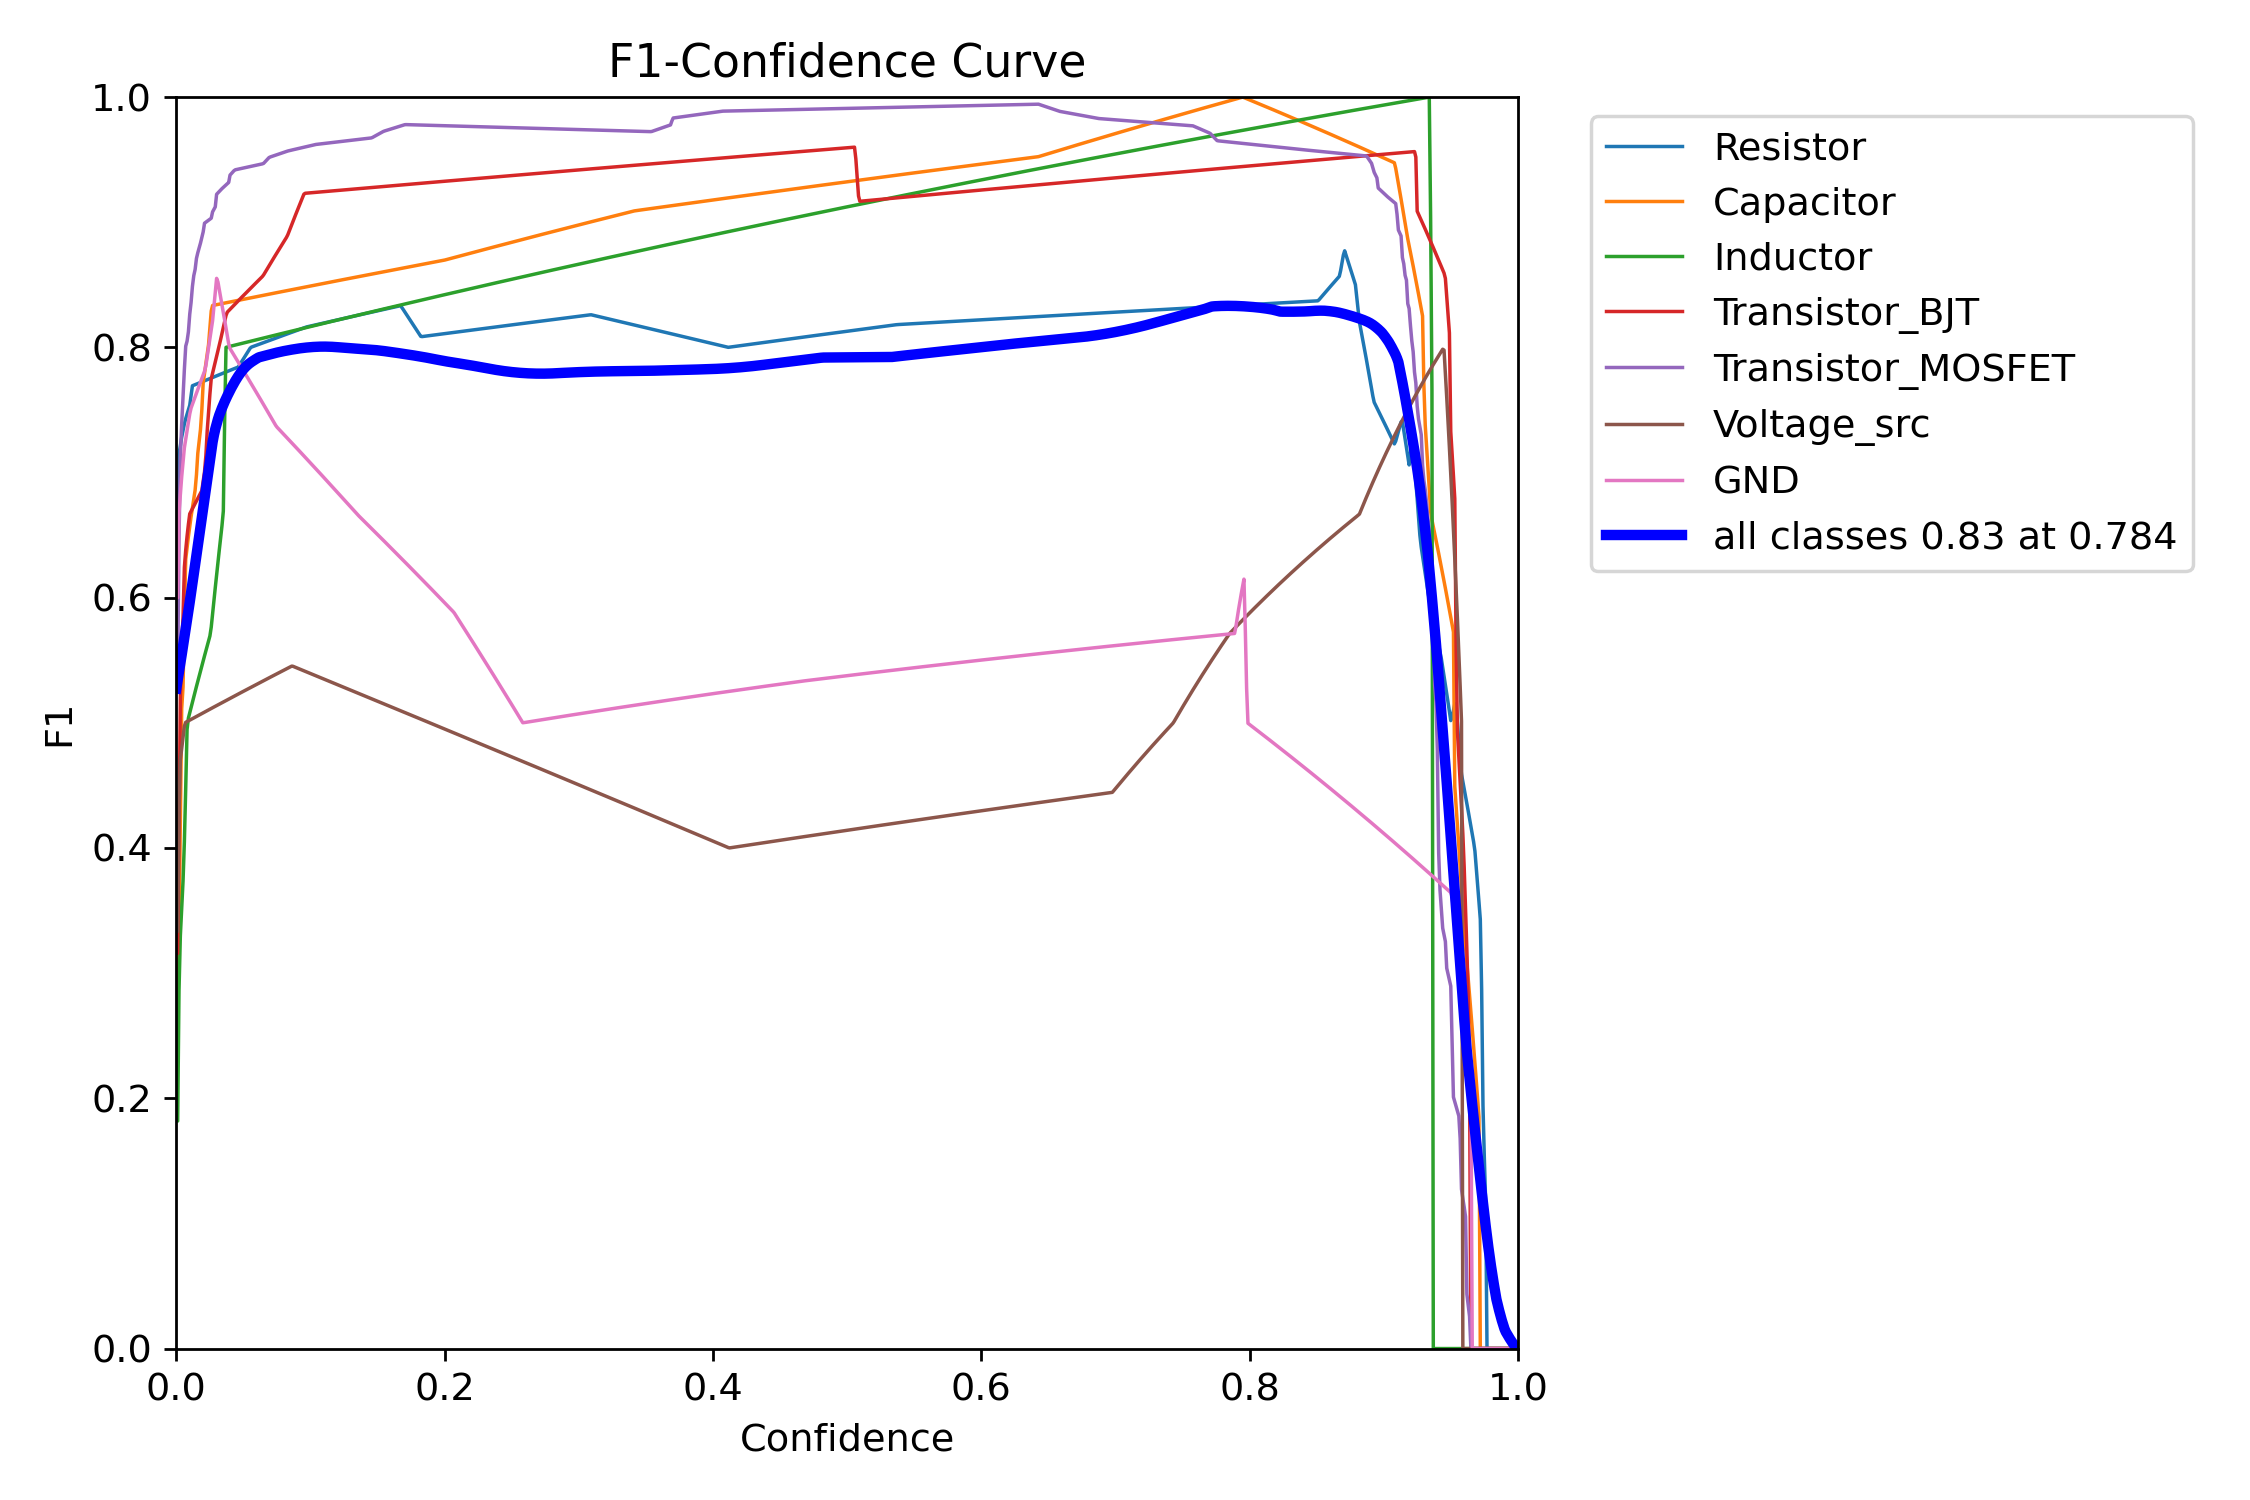 F1-Confidence Curve
1.0
0.8
0.6
0.4
0.2
0.0
F1
0.0 0.2 0.4 0.6 0.8 1.0
Confidence
Resistor
Capacitor
Inductor
Transistor_BJT
Transistor_MOSFET
Voltage_src
GND
all classes 0.83 at 0.784